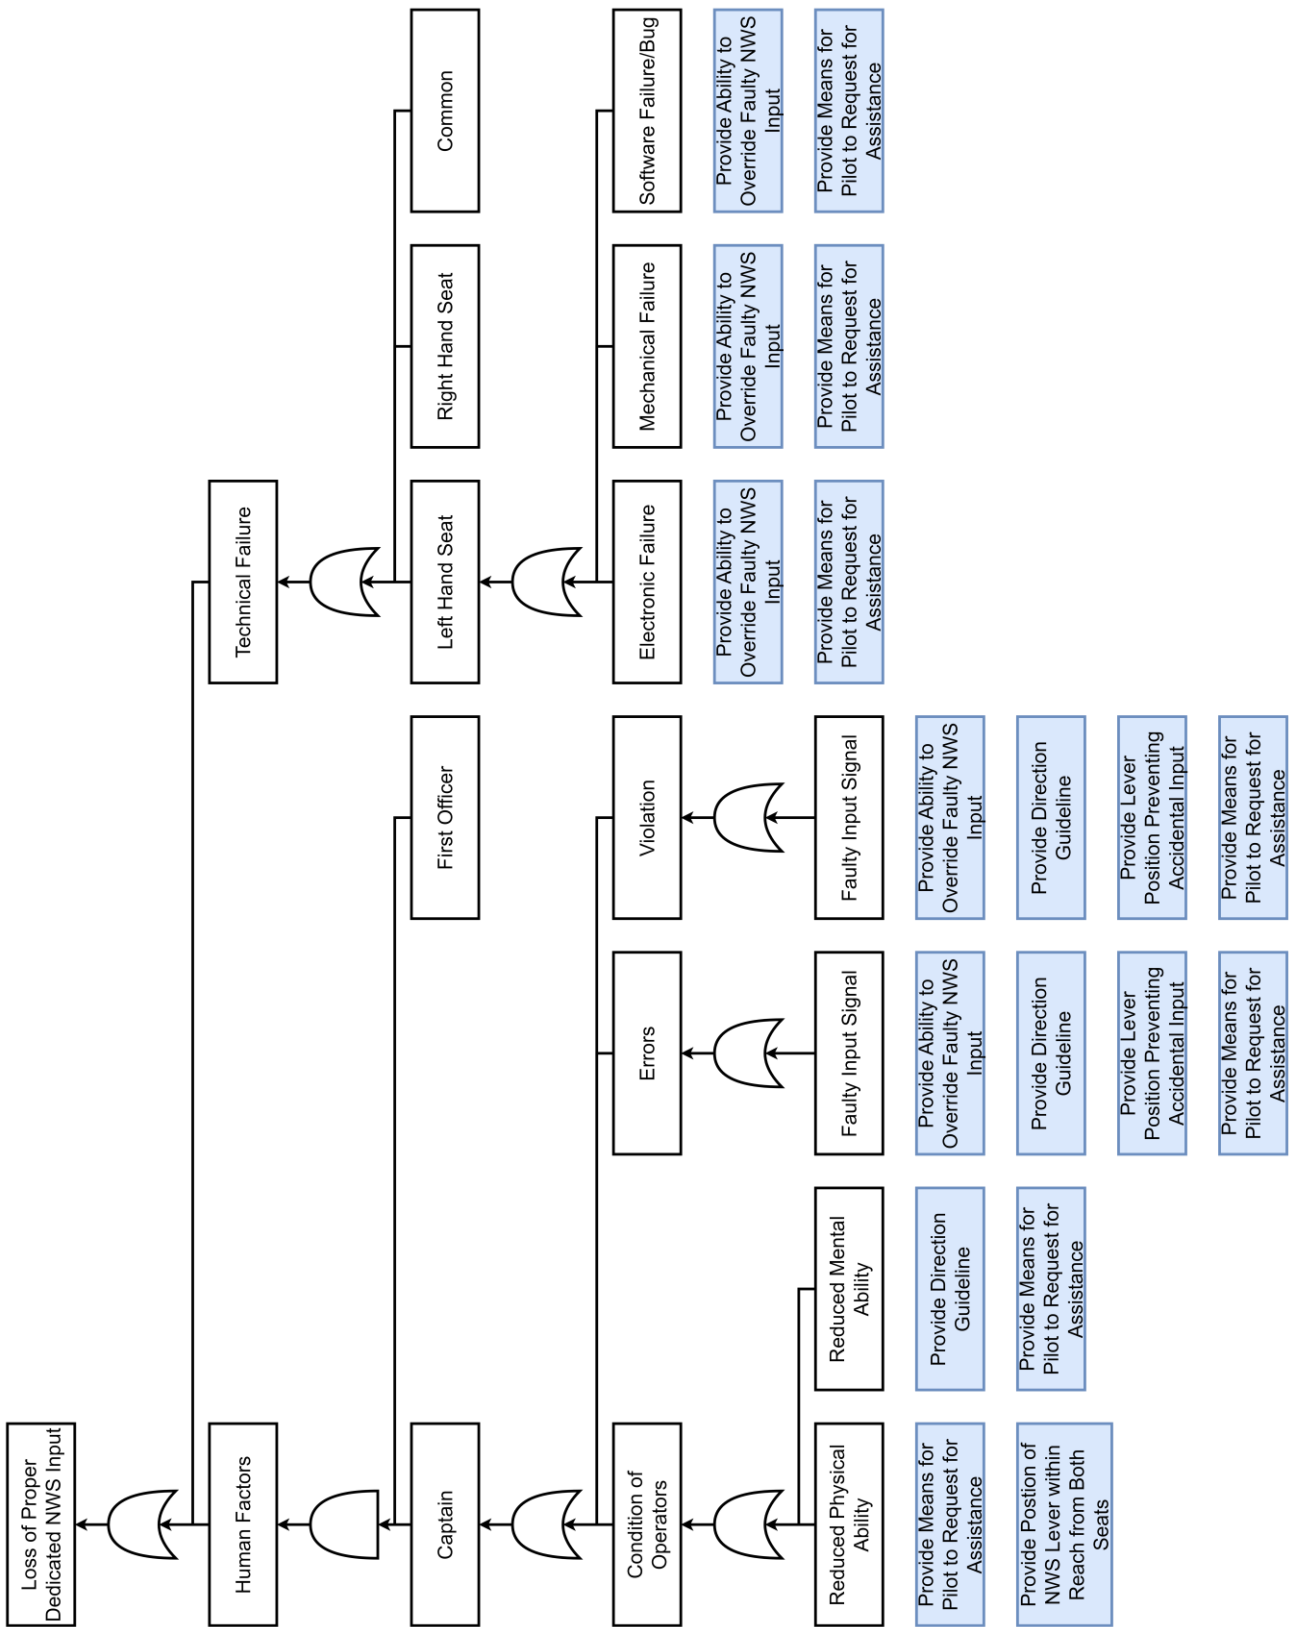 Loss of Proper
Dedicated NWS Input
Human Factors
Technical Failure
Captain
First Officer
Left Hand Seat
Right Hand Seat
Common
Condition of
Operators
Errors
Violation
Electronic Failure
Mechanical Failure
Software Failure/Bug
Reduced Physical
Ability
Reduced Mental
Ability
Faulty Input Signal
Faulty Input Signal
Provide Ability to
Override Faulty NWS
Input
Provide Ability to
Override Faulty NWS
Input
Provide Ability to
Override Faulty NWS
Input
Provide Means for
Pilot to Request for
Assistance
Provide Means for
Pilot to Request for
Assistance
Provide Means for
Pilot to Request for
Assistance
Provide Means for
Pilot to Request for
Assistance
Provide Direction
Guideline
Provide Ability to
Override Faulty NWS
Input
Provide Ability to
Override Faulty NWS
Input
Provide Postion of
NWS Lever within
Reach from Both
Seats
Provide Means for
Pilot to Request for
Assistance
Provide Direction
Guideline
Provide Direction
Guideline
Provide Lever
Position Preventing
Accidental Input
Provide Lever
Position Preventing
Accidental Input
Provide Means for
Pilot to Request for
Assistance
Provide Means for
Pilot to Request for
Assistance